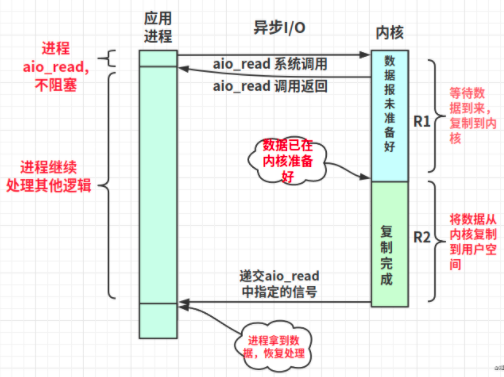 应用
进程
异步I/O
内核
进程
aio_read,
不阻塞
aio_read 系统调用
aio_read 调用返回
数
据
报
未
准
备
好
R1
等待数
据到来，
复制到内
核
数据已在
内核准备
好
进程继续
处理其他逻辑
复
制
完
成
R2
将数据从
内核复制
到用户空
间
递交aio_read
中指定的信号
进程拿到数
据，恢复处理